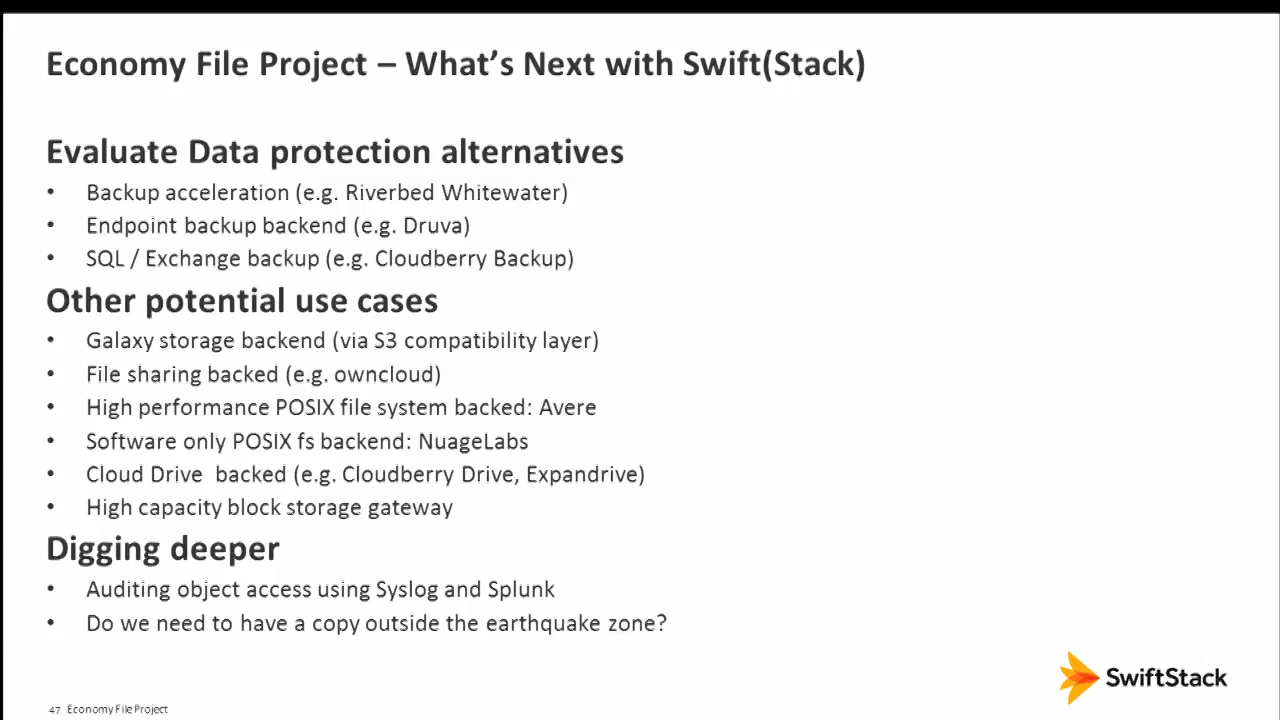 Economy File Project – What's Next with Swift(Stack)
Evaluate Data protection alternatives
• Backup acceleration (e.g. Riverbed Whitewater)
• Endpoint backup backend (e.g. Druva)
• SQL / Exchange backup (e.g. Cloudberry Backup)
Other potential use cases
• Galaxy storage backend (via S3 compatibility layer)
• File sharing backed (e.g. owncloud)
• High performance POSIX file system backed: Avere
• Software only POSIX fs backend: NuageLabs
• Cloud Drive  backed (e.g. Cloudberry Drive, Expandrive)
• High capacity block storage gateway
Digging deeper
• Auditing object access using Syslog and Splunk
• Do we need to have a copy outside the earthquake zone?
SwiftStack
47 Economy File Project